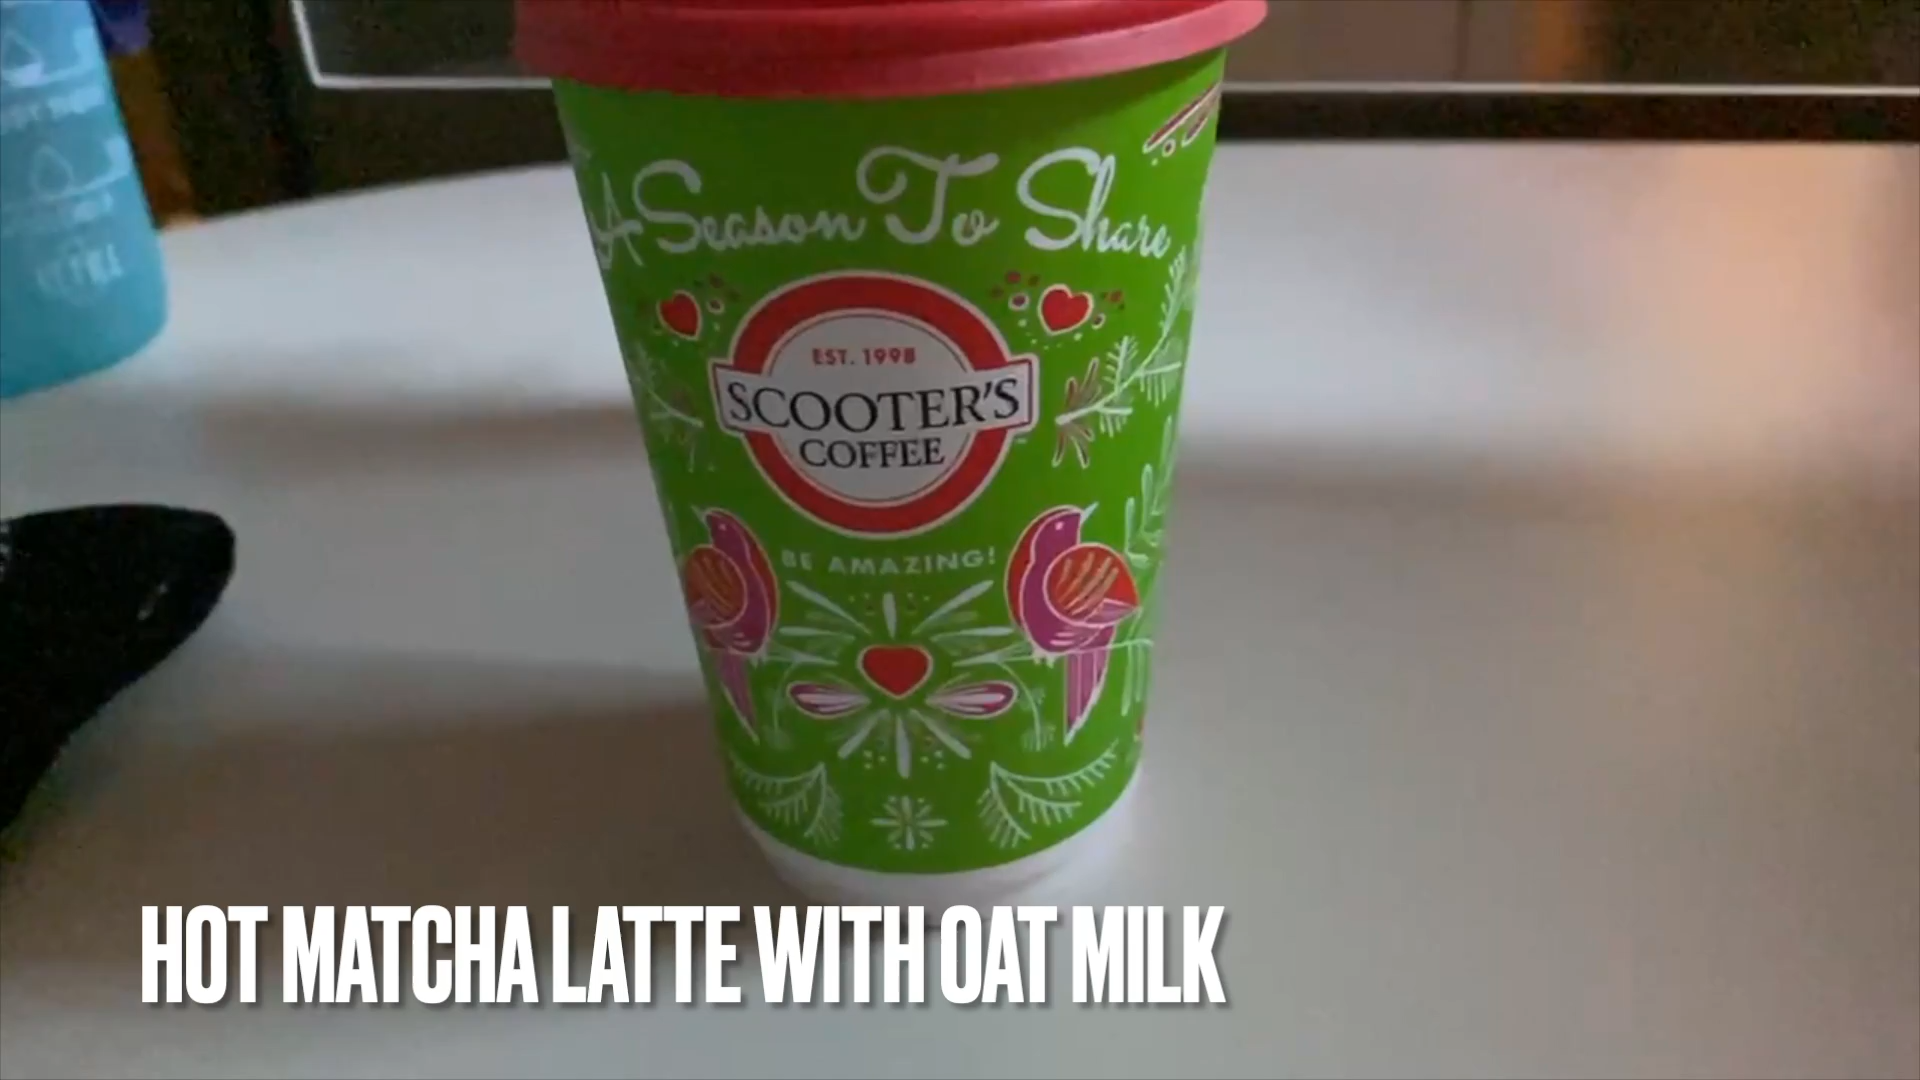 A Season To Share
EST. 1998
SCOOTER'S
COFFEE
BE AMAZING!
HOT MATCHA LATTE WITH OAT MILK